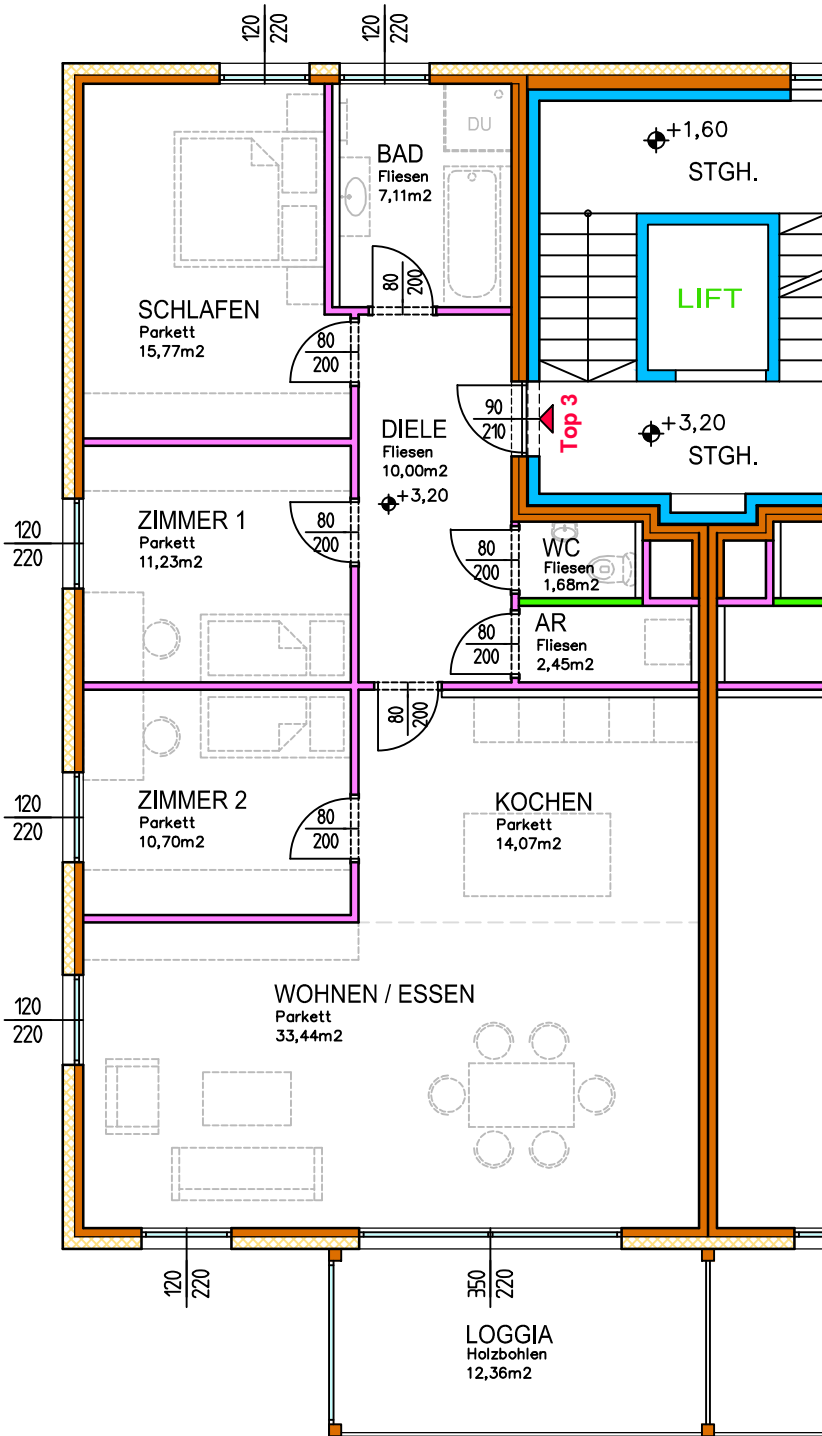 120
220
120
220
+1,60
STGH.
DU
BAD
Fliesen
7,11m2
80
200
LIFT
SCHLAFEN
Parkett
15,77m2
80
200
90
210
Top 3
+3,20
STGH.
DIELE
Fliesen
10,00m2
+3,20
ZIMMER 1
Parkett
11,23m2
80
200
120
220
80
200
WC
Fliesen
1,68m2
80
200
AR
Fliesen
2,45m2
80
200
ZIMMER 2
Parkett
10,70m2
80
200
120
220
KOCHEN
Parkett
14,07m2
WOHNEN / ESSEN
Parkett
33,44m2
120
220
120
220
350
220
LOGGIA
Holzbohlen
12,36m2